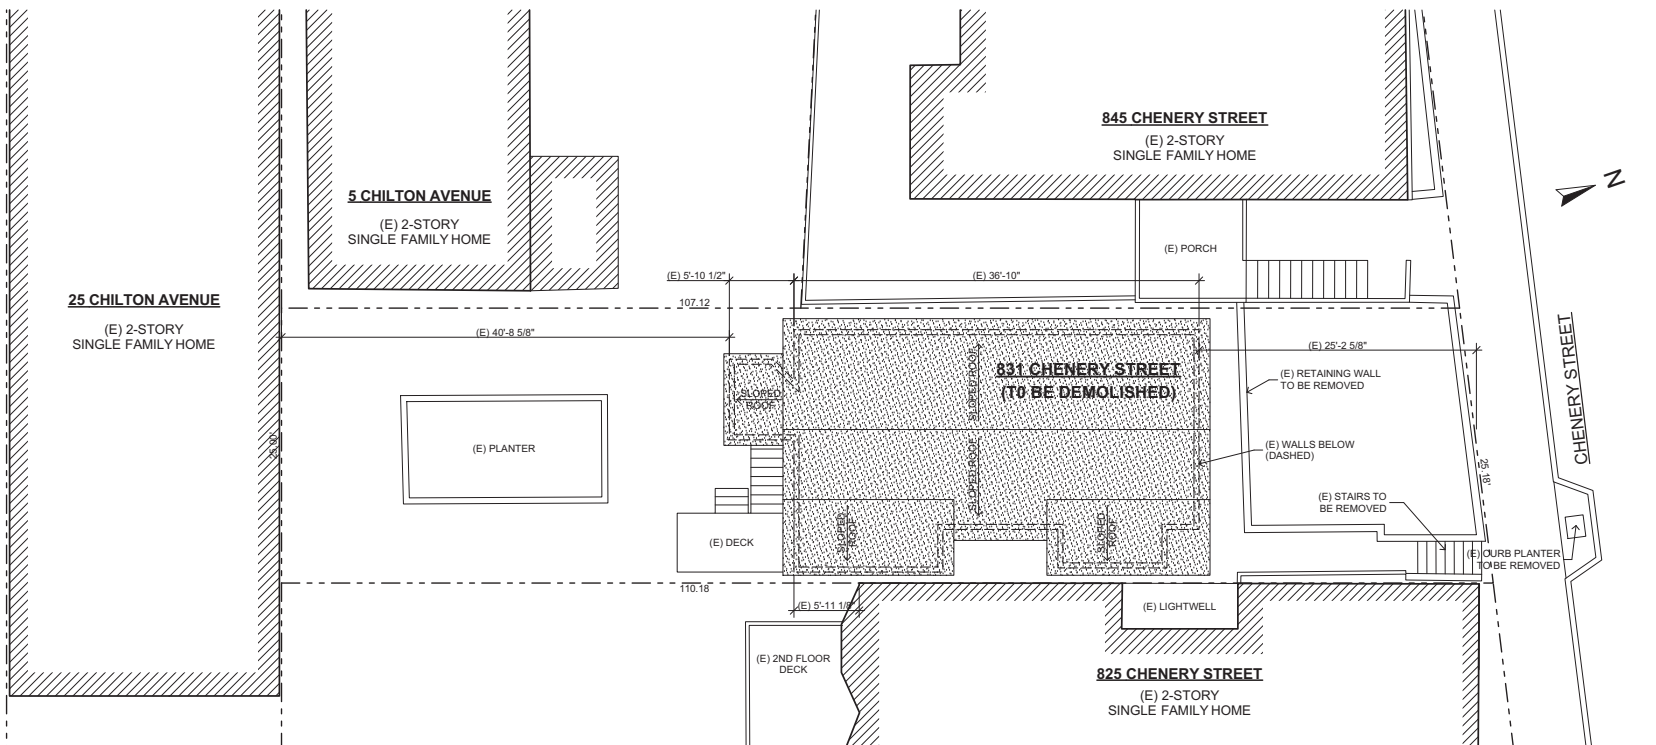 845 CHENERY STREET
(E) 2-STORY
SINGLE FAMILY HOME
N
5 CHILTON AVENUE
(E) 2-STORY
SINGLE FAMILY HOME
(E) PORCH
25 CHILTON AVENUE
(E) 2-STORY
SINGLE FAMILY HOME
(E) 5'-10 1/2"
(E) 36'-10"
107.12
(E) 40'-8 5/8"
(E) 25'-2 5/8"
CHENERY STREET
831 CHENERY STREET
(TO BE DEMOLISHED)
SLOPED ROOF
SLOPED
ROOF
(E) RETAINING WALL
TO BE REMOVED
(E) PLANTER
25.00'
SLOPED ROOF
(E) WALLS BELOW
(DASHED)
25.18'
(E) STAIRS TO
BE REMOVED
SLOPED
ROOF
SLOPED
ROOF
(E) DECK
(E) CURB PLANTER
TO BE REMOVED
110.18
(E) 5'-11 1/8"
(E) LIGHTWELL
(E) 2ND FLOOR
DECK
825 CHENERY STREET
(E) 2-STORY
SINGLE FAMILY HOME